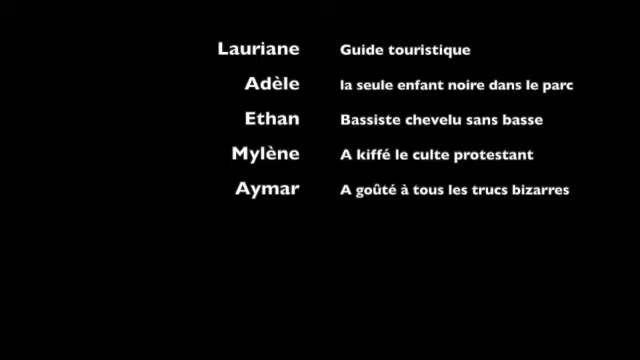 Lauriane Guide touristique
Adèle la seule enfant noire dans le parc
Ethan Bassiste chevelu sans basse
Mylène A kiffé le culte protestant
Aymar A goûté à tous les trucs bizarres